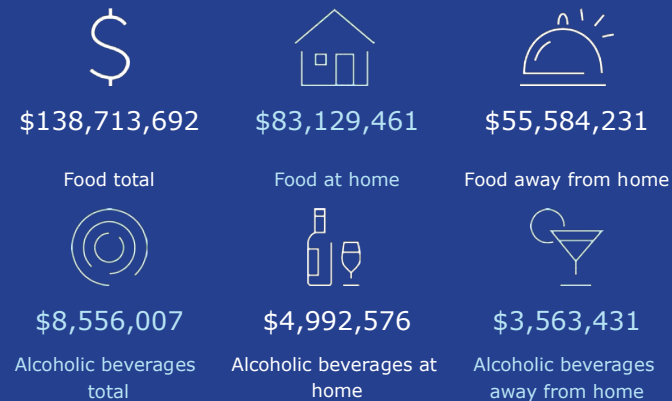 $138,713,692
$83,129,461
$55,584,231
Food total
Food at home
Food away from home
$8,556,007
$4,992,576
$3,563,431
Alcoholic beverages
total
Alcoholic beverages at
home
Alcoholic beverages
away from home